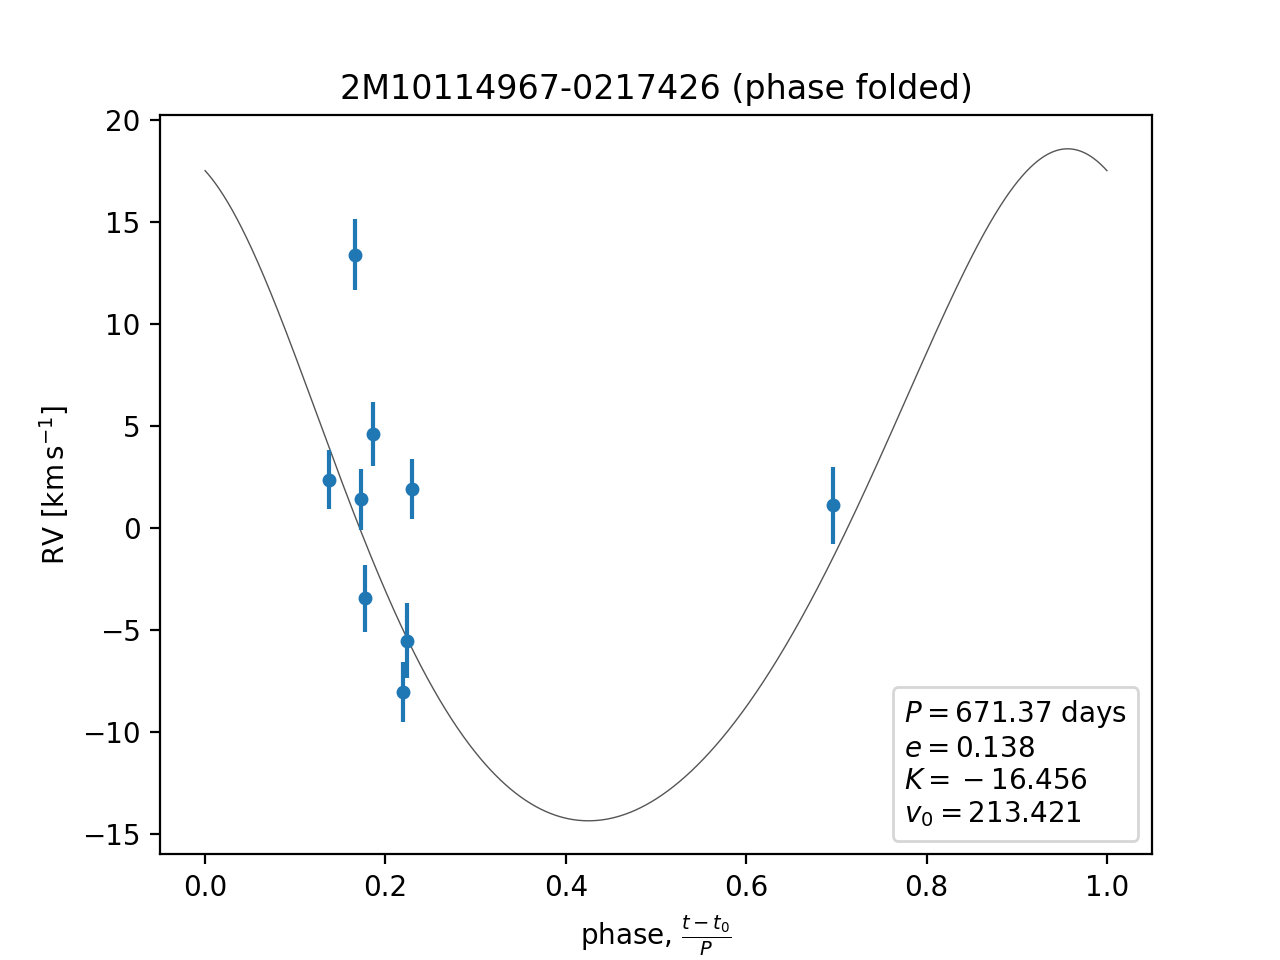 2M10114967-0217426 (phase folded)
20
15
10
5
0
−5
−10
−15
RV [km s⁻¹]
P = 671.37 days
e = 0.138
K = − 16.456
v₀ = 213.421
0.0 0.2 0.4 0.6 0.8 1.0
phase, (t − t₀)/P